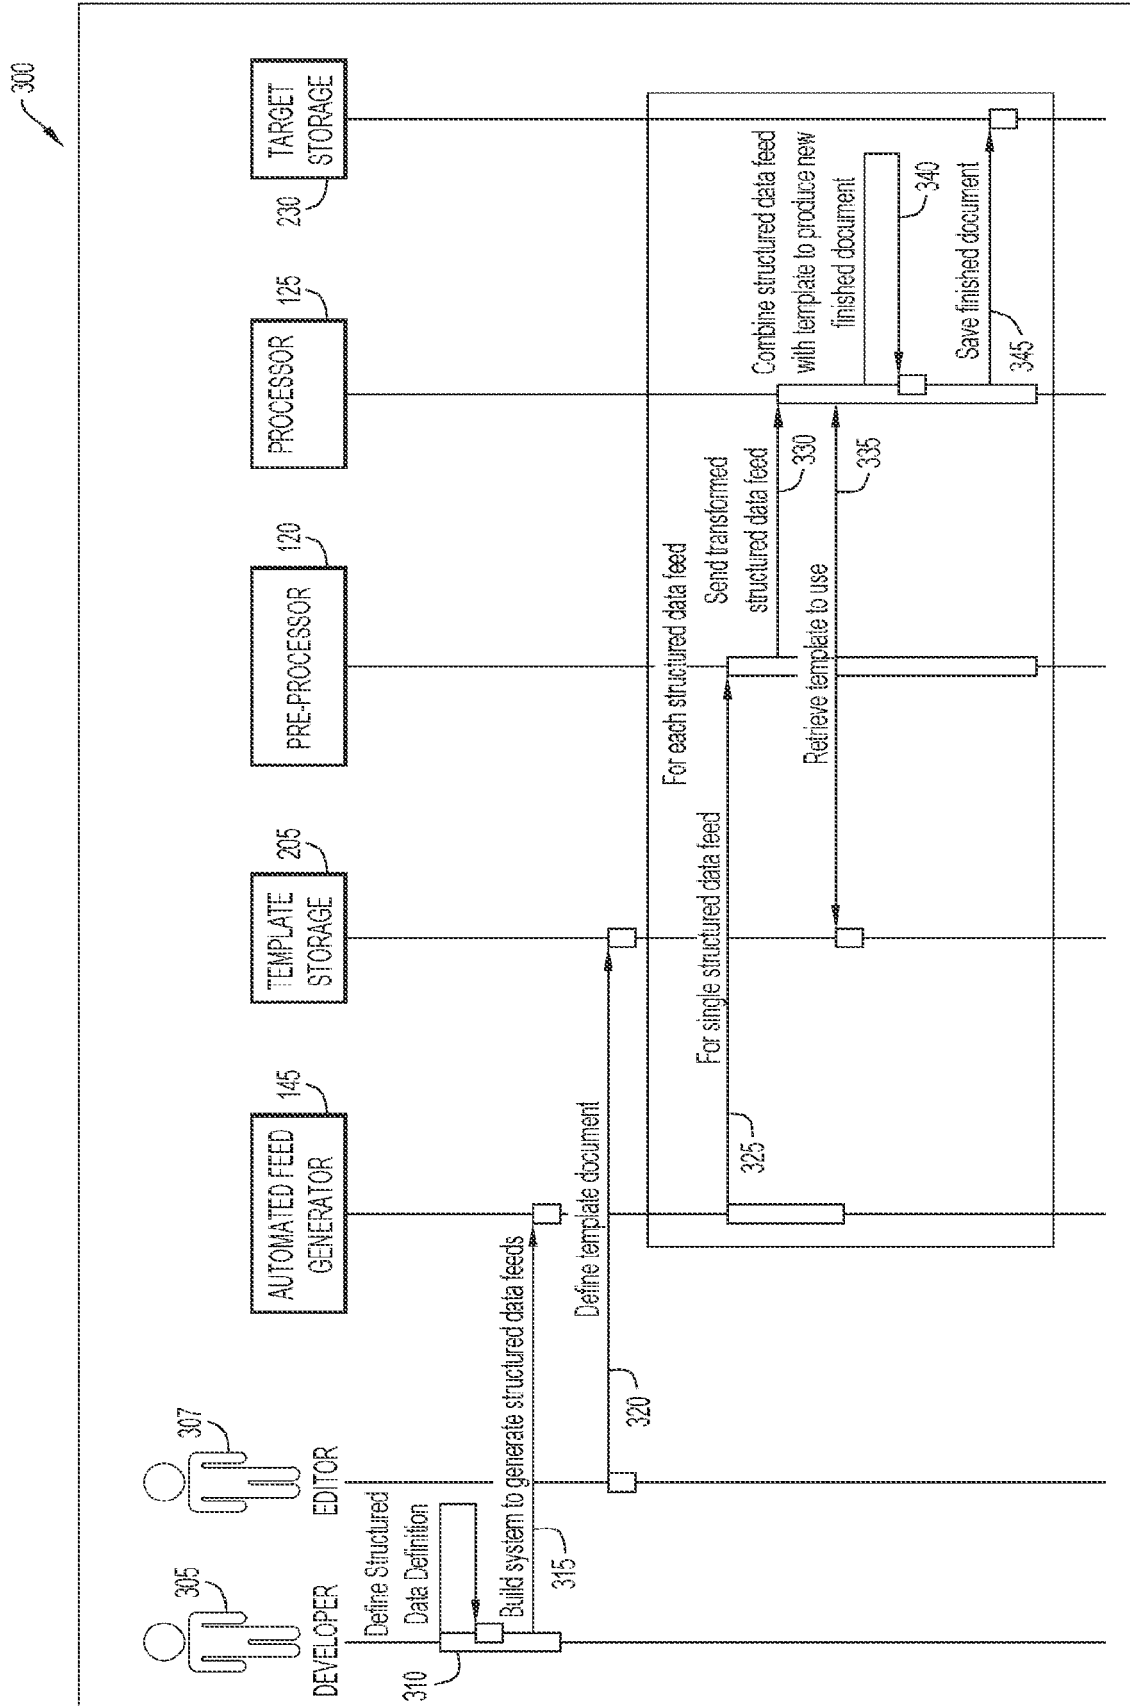 300
305
307
DEVELOPER
EDITOR
AUTOMATED FEED
GENERATOR
145
TEMPLATE
STORAGE
205
PRE-PROCESSOR
120
PROCESSOR
125
TARGET
STORAGE
230
Define Structured
Data Definition
310
Build system to generate structured data feeds
315
Define template document
320
For each structured data feed
For single structured data feed
325
Send transformed
structured data feed
330
Retrieve template to use
335
Combine structured data feed
with template to produce new
finished document
340
Save finished document
345